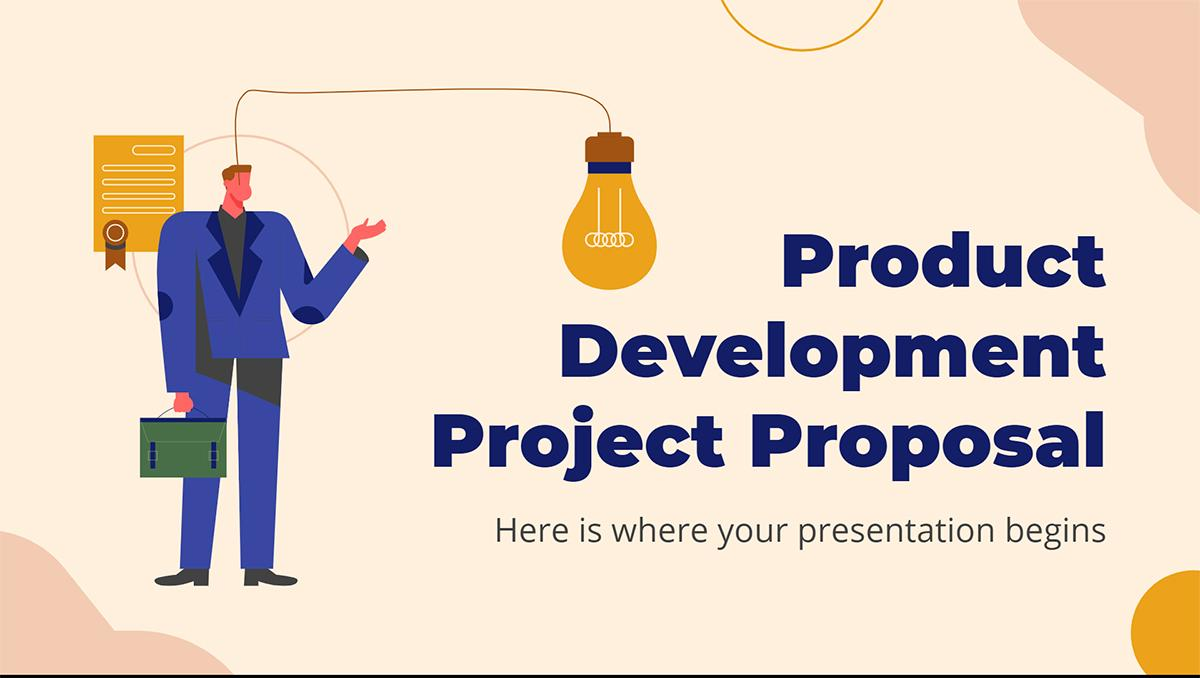 Product
Development
Project Proposal
Here is where your presentation begins